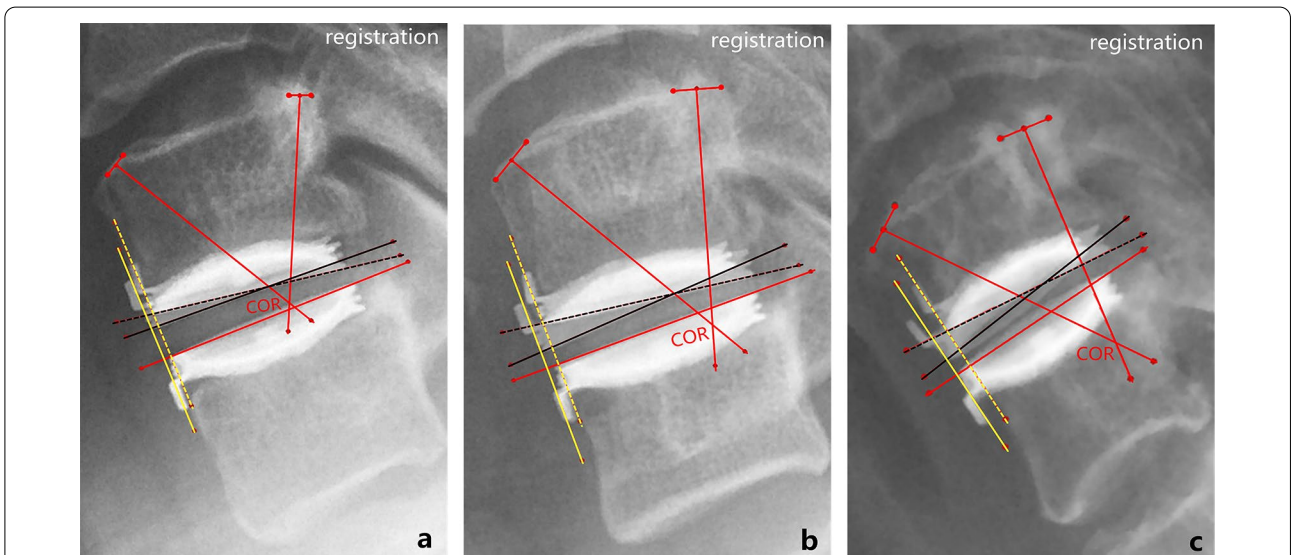 registration
COR
a
registration
COR
b
registration
COR
c